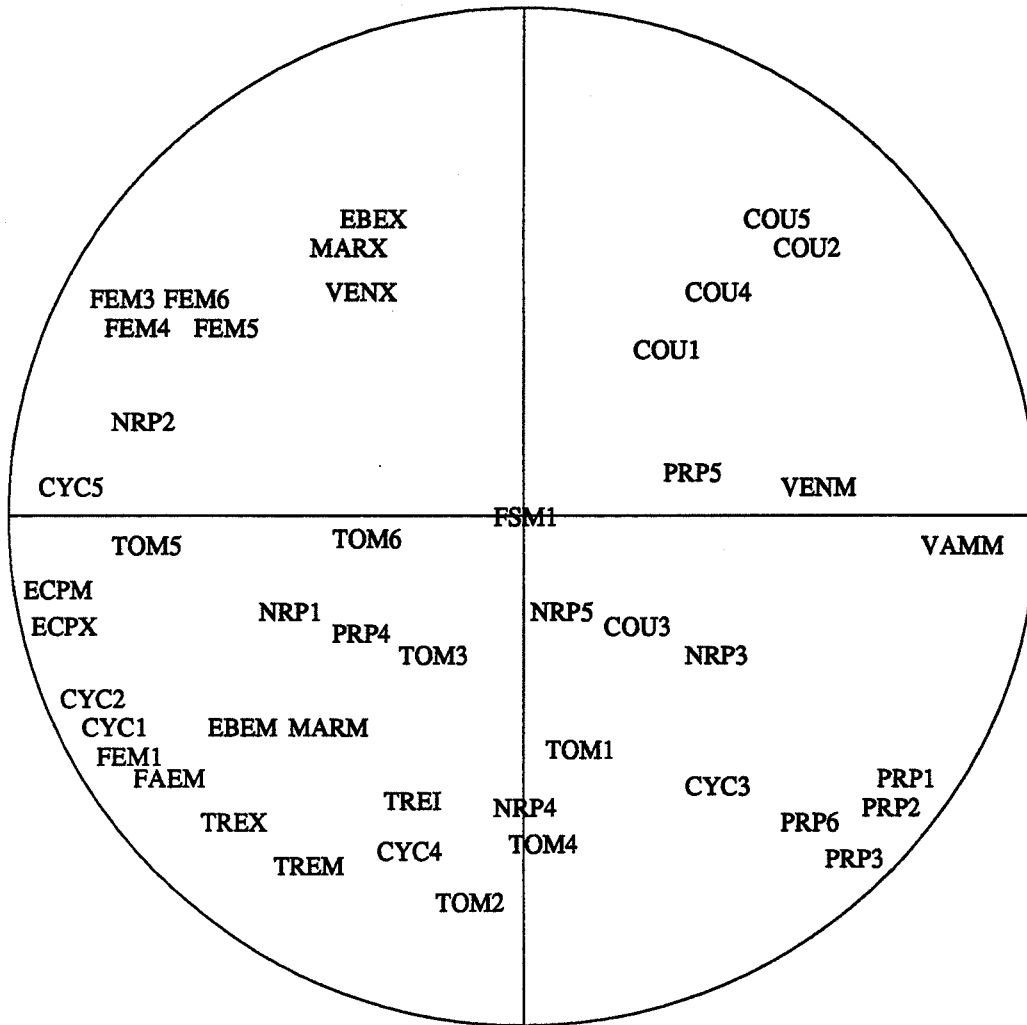 EBEX COU5
MARX COU2
FEM3 FEM6 VENX COU4
FEM4 FEM5 COU1
NRP2
PRP5
CYC5 VENM
FSM1
TOM5 TOM6 VAMM
ECPM
NRP1 NRP5
ECPX PRP4 COU3
TOM3 NRP3
CYC2
CYC1 EBEM MARM
FEM1 TOM1
FAEM CYC3 PRP1
TREI NRP4 PRP2
TREX PRP6
CYC4 TOM4
TREM PRP3
TOM2